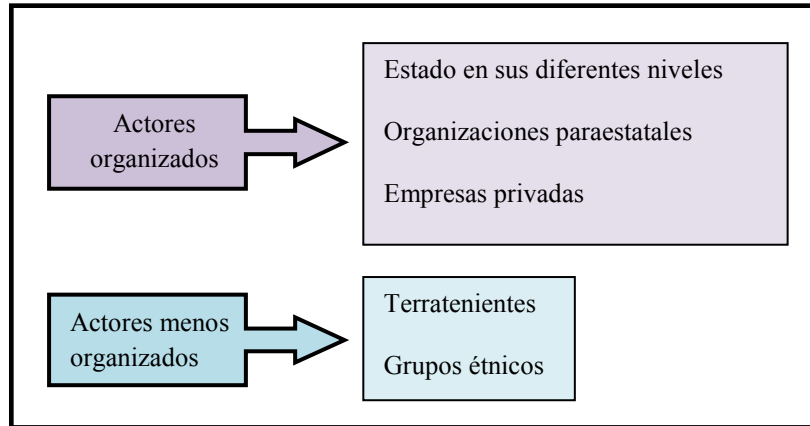 Actores
organizados
Estado en sus diferentes niveles
Organizaciones paraestatales
Empresas privadas
Actores menos
organizados
Terratenientes
Grupos étnicos